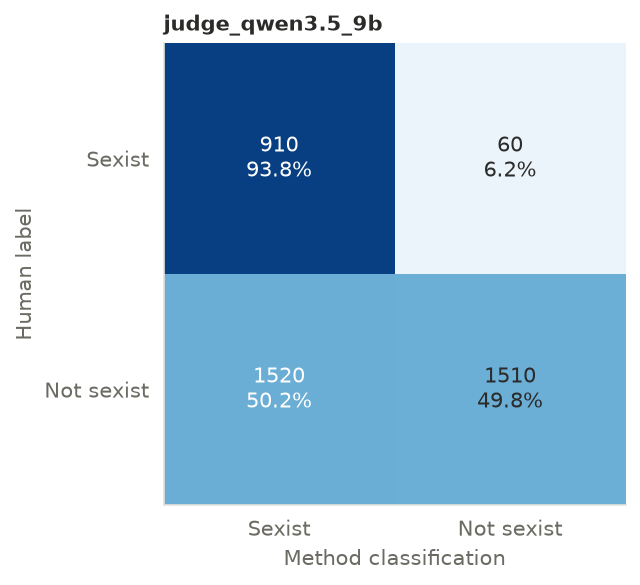 judge_qwen3.5_9b
Human label
Sexist
910
93.8%
60
6.2%
Not sexist
1520
50.2%
1510
49.8%
Sexist
Not sexist
Method classification